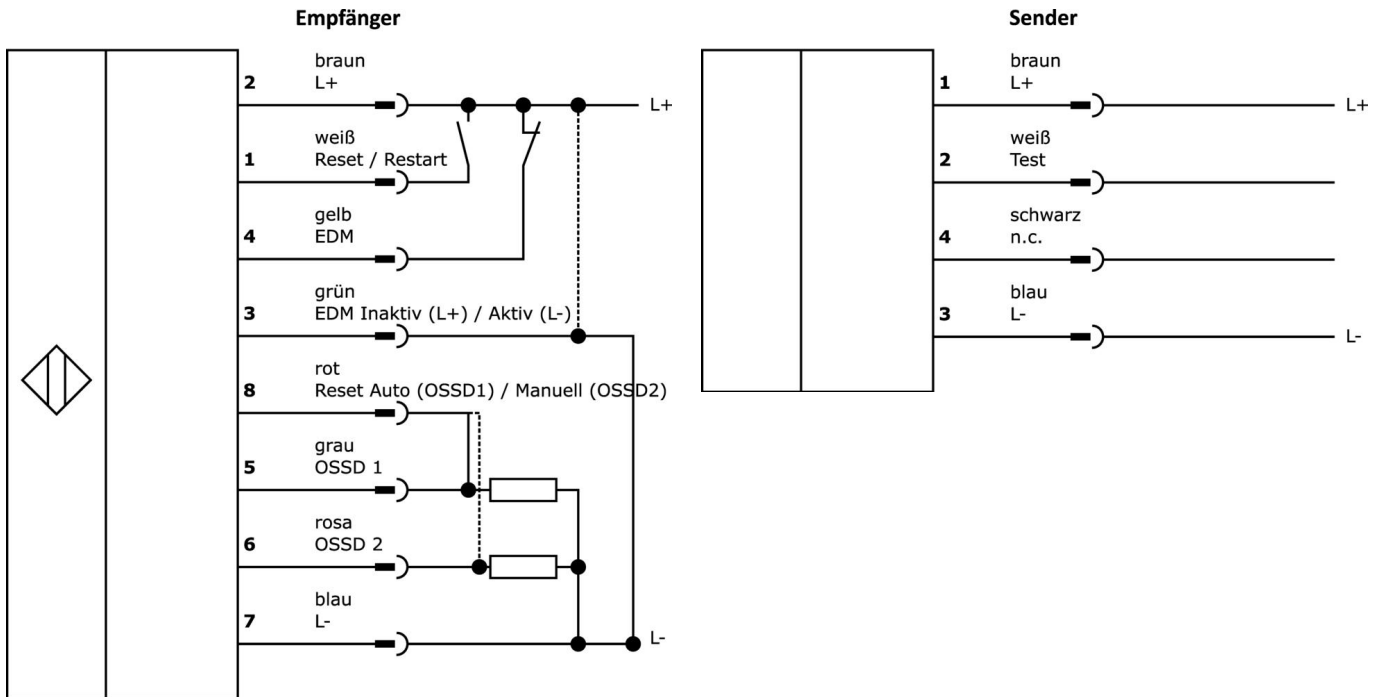 Empfänger
2
braun
L+
L+
1
weiß
Reset / Restart
4
gelb
EDM
3
grün
EDM Inaktiv (L+) / Aktiv (L-)
8
rot
Reset Auto (OSSD1) / Manuell (OSSD2)
5
grau
OSSD 1
6
rosa
OSSD 2
7
blau
L-
L-
Sender
1
braun
L+
L+
2
weiß
Test
4
schwarz
n.c.
3
blau
L-
L-